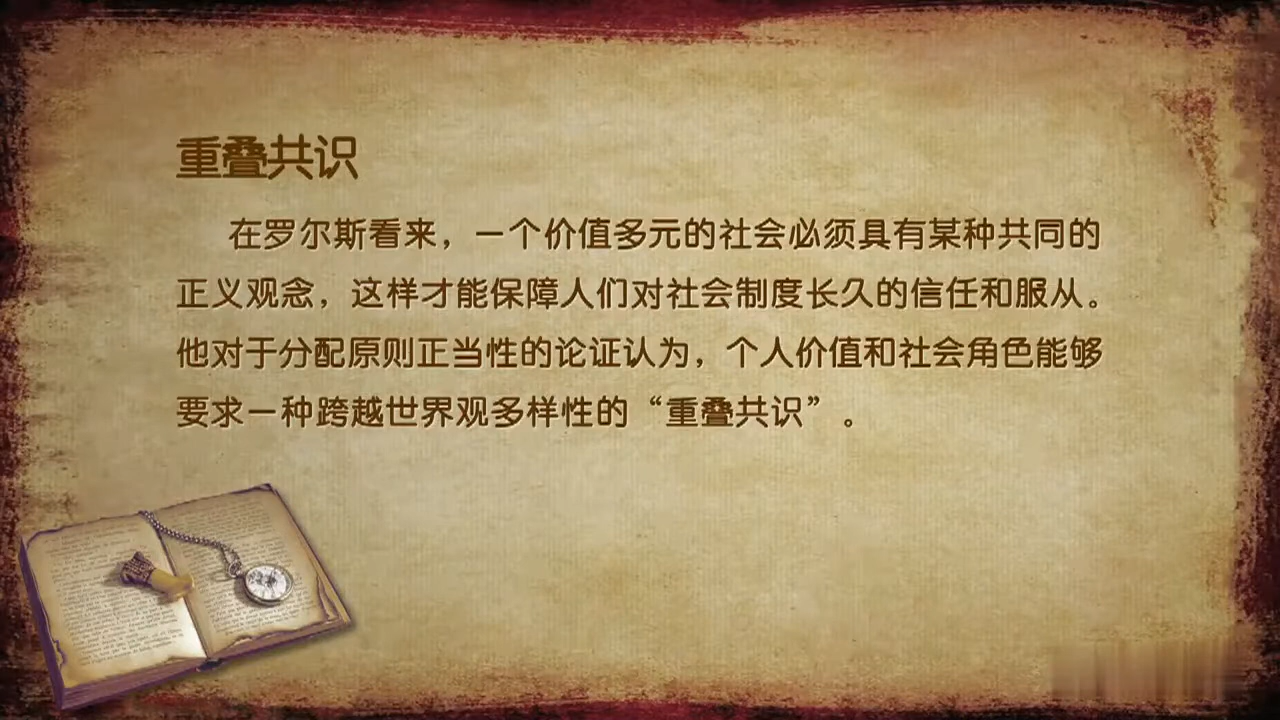 重叠共识
在罗尔斯看来，一个价值多元的社会必须具有某种共同的
正义观念，这样才能保障人们对社会制度长久的信任和服从。
他对于分配原则正当性的论证认为，个人价值和社会角色能够
要求一种跨越世界观多样性的“重叠共识”。